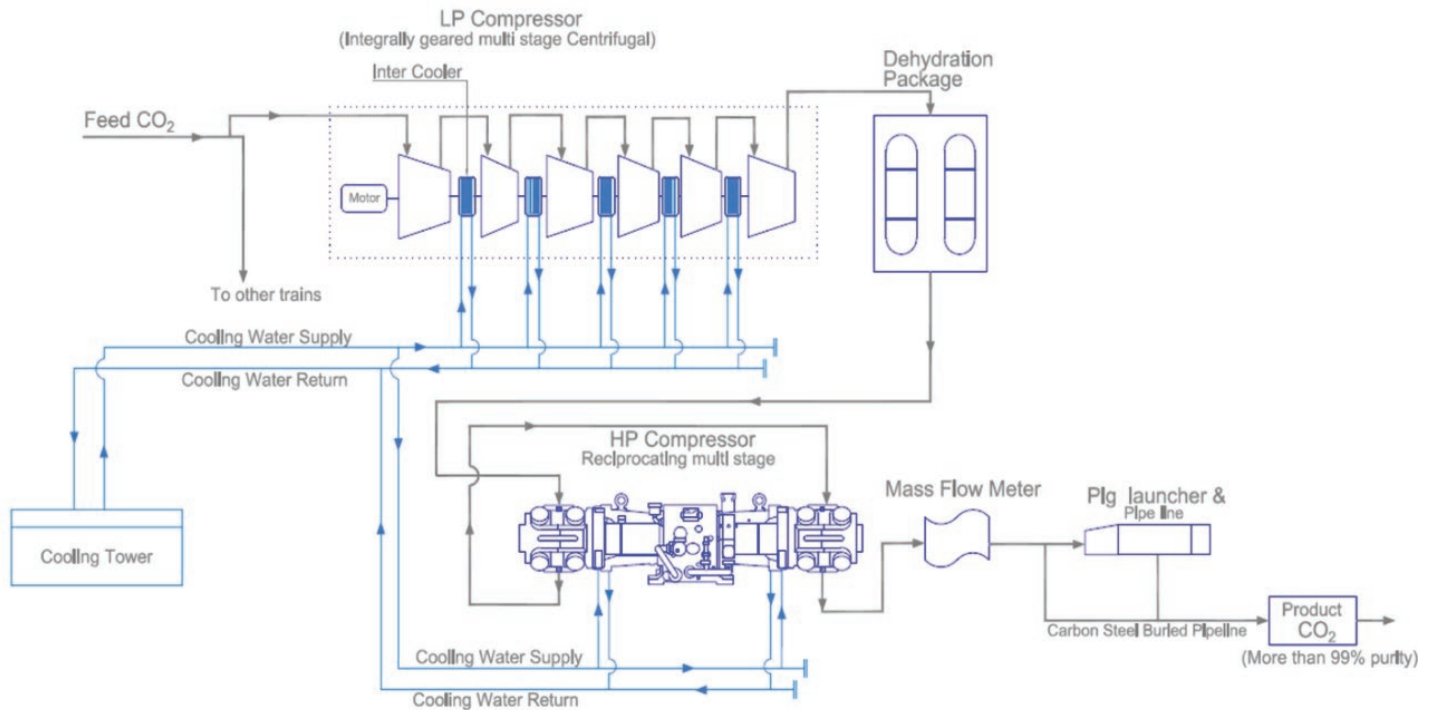 LP Compressor
(Integrally geared multi stage Centrifugal)
Inter Cooler
Dehydration
Package
Feed CO₂
Motor
To other trains
Cooling Water Supply
Cooling Water Return
HP Compressor
Reciprocating multi stage
Mass Flow Meter
Pig launcher &
Pipe line
Cooling Tower
Product
CO₂
Carbon Steel Buried Pipeline
(More than 99% purity)
Cooling Water Supply
Cooling Water Return